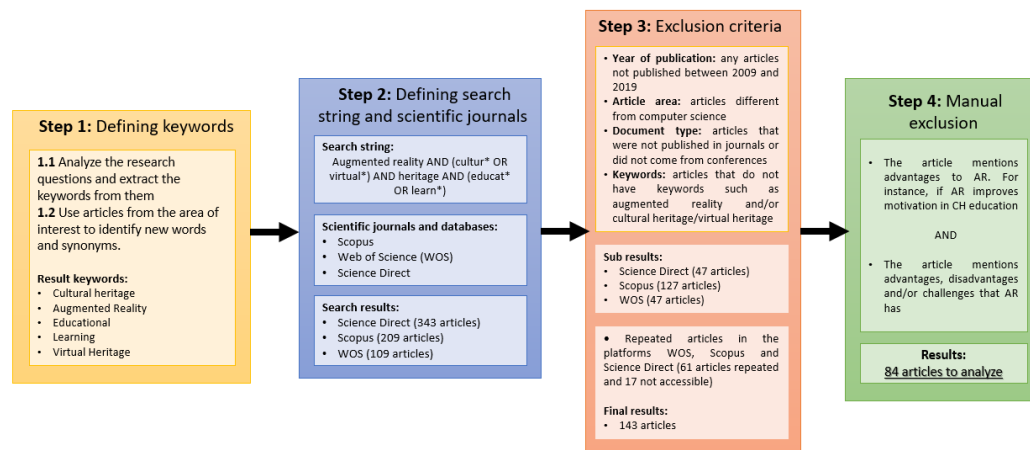 Step 1: Defining keywords
1.1 Analyze the research
questions and extract the
keywords from them
1.2 Use articles from the area of
interest to identify new words
and synonyms.
Result keywords:
• Cultural heritage
• Augmented Reality
• Educational
• Learning
• Virtual Heritage
Step 2: Defining search
string and scientific journals
Search string:
Augmented reality AND (cultur* OR
virtual*) AND heritage AND (educat*
OR learn*)
Scientific journals and databases:
• Scopus
• Web of Science (WOS)
• Science Direct
Search results:
• Science Direct (343 articles)
• Scopus (209 articles)
• WOS (109 articles)
Step 3: Exclusion criteria
• Year of publication: any articles
not published between 2009 and
2019
• Article area: articles different
from computer science
• Document type: articles that
were not published in journals or
did not come from conferences
• Keywords: articles that do not
have keywords such as
augmented reality and/or
cultural heritage/virtual heritage
Sub results:
• Science Direct (47 articles)
• Scopus (127 articles)
• WOS (47 articles)
• Repeated articles in the
platforms WOS, Scopus and
Science Direct (61 articles repeated
and 17 not accessible)
Final results:
• 143 articles
Step 4: Manual
exclusion
• The article mentions
advantages to AR. For
instance, if AR improves
motivation in CH education
AND
• The article mentions
advantages, disadvantages
and/or challenges that AR
has
Results:
84 articles to analyze